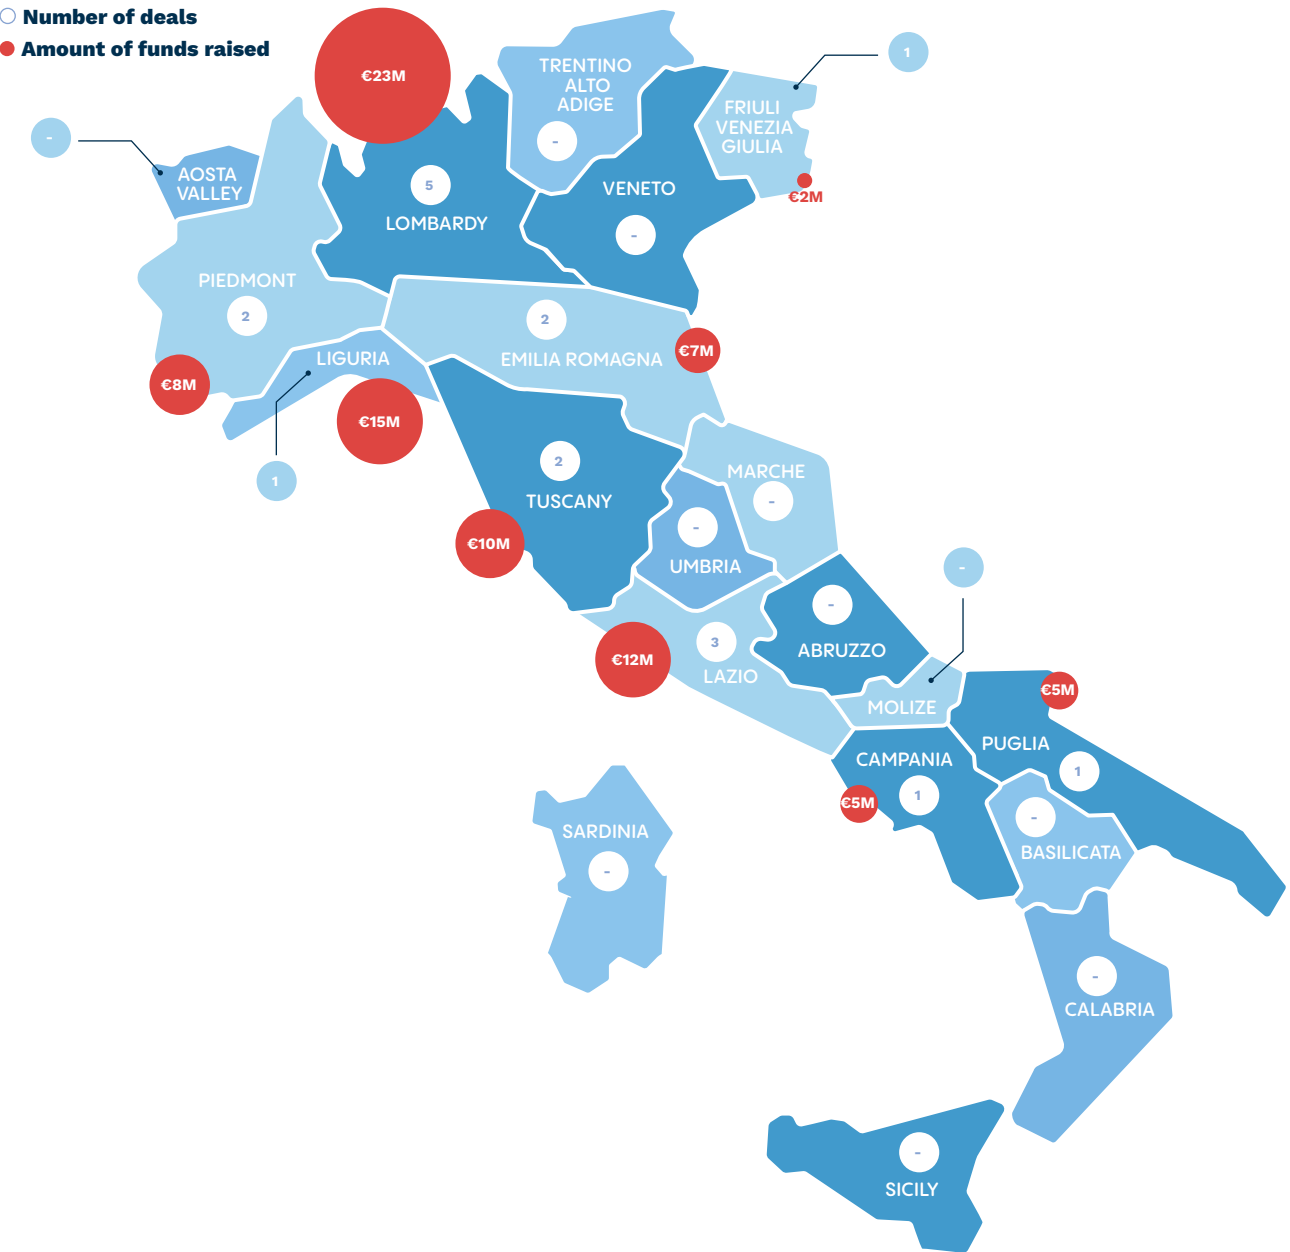 Number of deals
Amount of funds raised
€23M
1
TRENTINO
ALTO
ADIGE
-
FRIULI
VENEZIA
GIULIA
€2M
-
AOSTA
VALLEY
5
LOMBARDY
VENETO
-
PIEDMONT
2
2
EMILIA ROMAGNA
€7M
LIGURIA
€8M
€15M
1
2
TUSCANY
€10M
MARCHE
-
-
UMBRIA
-
-
ABRUZZO
3
LAZIO
€12M
MOLIZE
€5M
PUGLIA
1
CAMPANIA
1
€5M
-
BASILICATA
SARDINIA
-
-
CALABRIA
-
SICILY